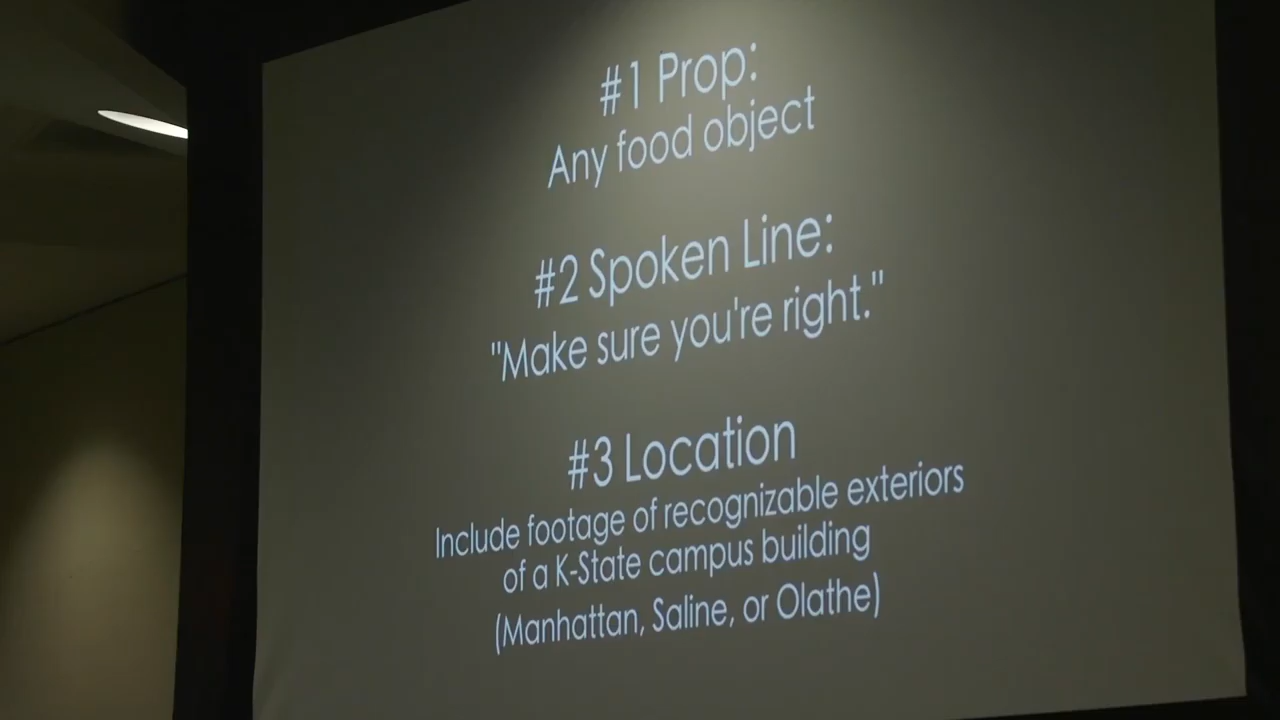 #1 Prop:
Any food object
#2 Spoken Line:
"Make sure you're right."
#3 Location
Include footage of recognizable exteriors
of a K-State campus building
(Manhattan, Saline, or Olathe)